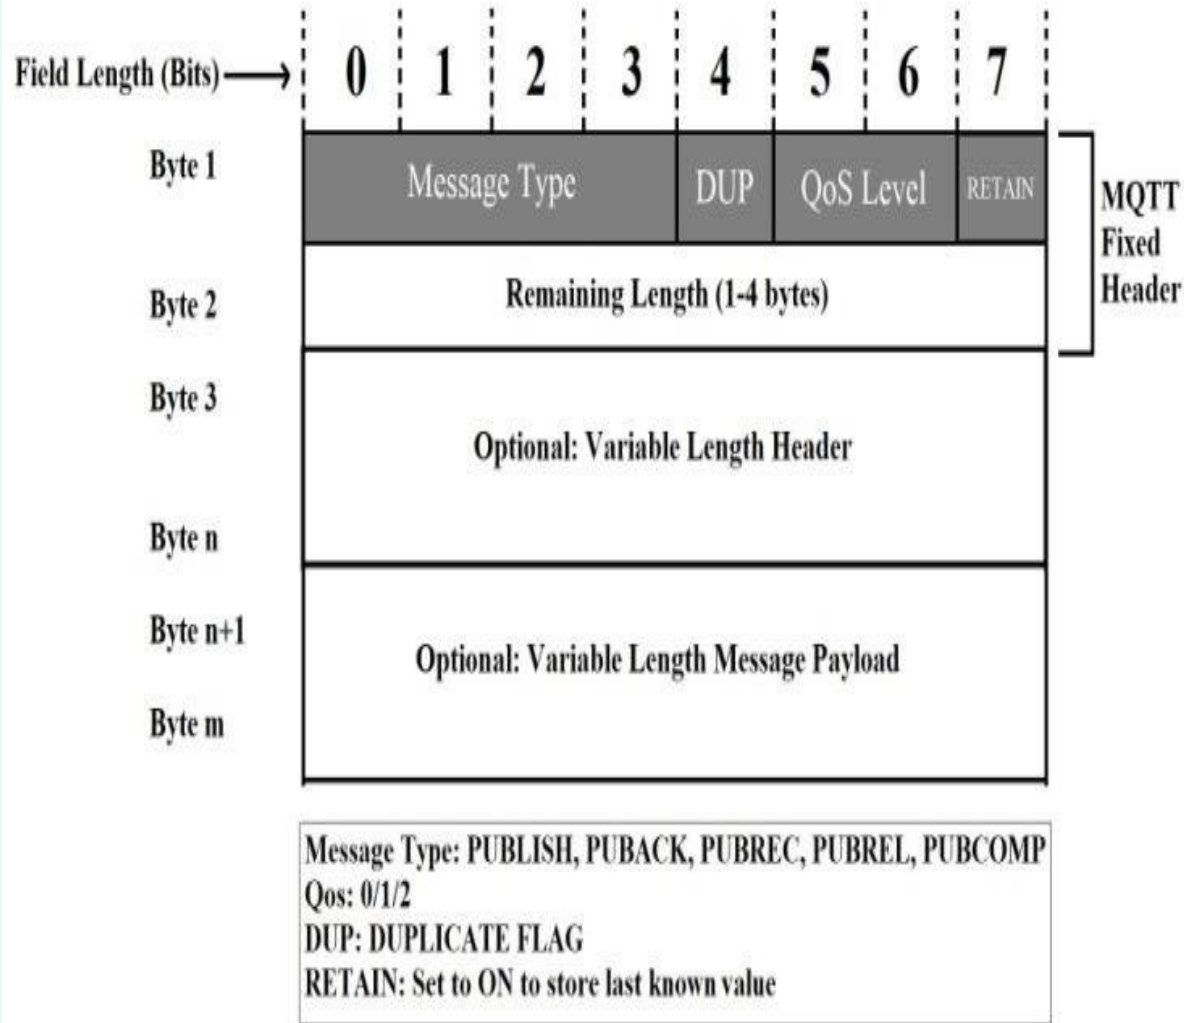 Field Length (Bits) 0 1 2 3 4 5 6 7
Byte 1
Message Type DUP QoS Level RETAIN
MQTT
Fixed
Header
Byte 2
Remaining Length (1-4 bytes)
Byte 3
Optional: Variable Length Header
Byte n
Byte n+1
Optional: Variable Length Message Payload
Byte m
Message Type: PUBLISH, PUBACK, PUBREC, PUBREL, PUBCOMP
Qos: 0/1/2
DUP: DUPLICATE FLAG
RETAIN: Set to ON to store last known value